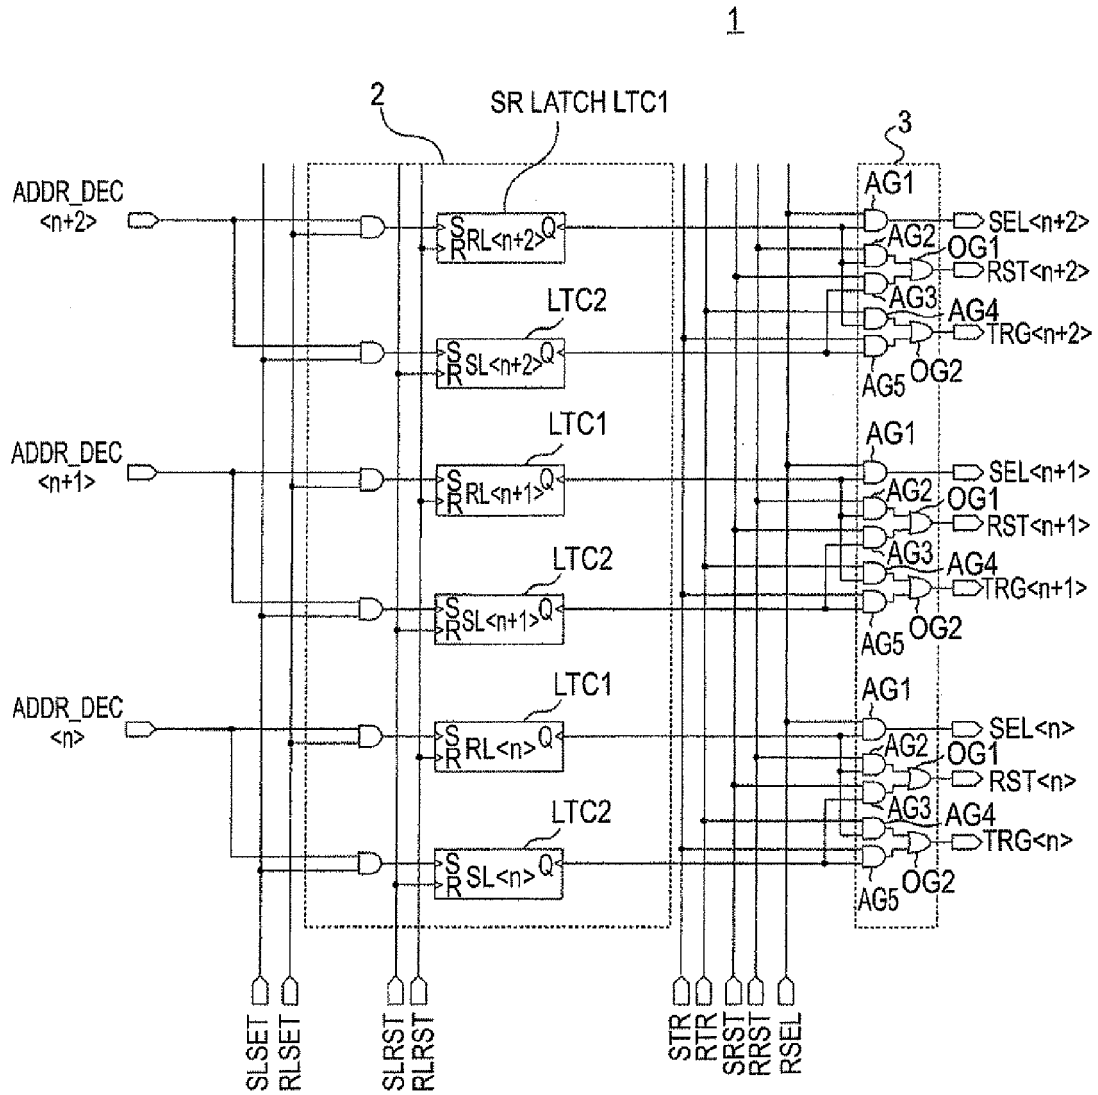 1
2
SR LATCH LTC1
3
ADDR_DEC
<n+2>
S
R
RL<n+2>
Q
AG1
SEL<n+2>
AG2
OG1
RST<n+2>
AG3
LTC2
AG4
TRG<n+2>
S
R
SL<n+2>
Q
OG2
AG5
ADDR_DEC
<n+1>
LTC1
S
R
RL<n+1>
Q
AG1
SEL<n+1>
AG2
OG1
RST<n+1>
AG3
LTC2
AG4
TRG<n+1>
S
R
SL<n+1>
Q
OG2
AG5
ADDR_DEC
<n>
LTC1
S
R
RL<n>
Q
AG1
SEL<n>
AG2
OG1
RST<n>
AG3
LTC2
AG4
TRG<n>
S
R
SL<n>
Q
OG2
AG5
SLSET
RLSET
SLRST
RLRST
STR
RTR
SRST
RRST
RSEL